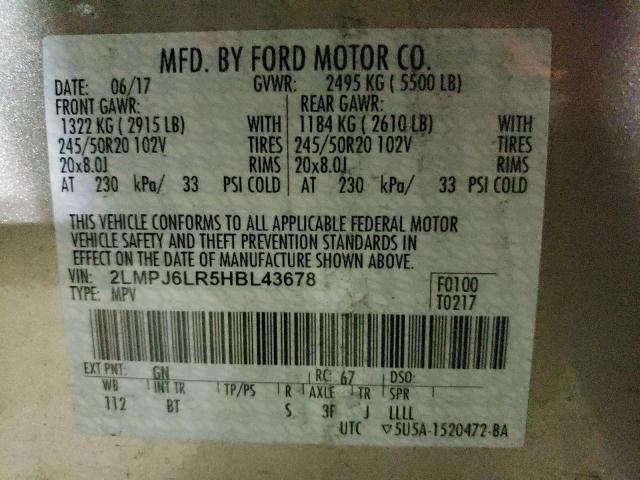 MFD. BY FORD MOTOR CO.
DATE: 06/17 GVWR: 2495 KG ( 5500 LB)
FRONT GAWR: REAR GAWR:
1322 KG ( 2915 LB) WITH 1184 KG ( 2610 LB) WITH
245/50R20 102V TIRES 245/50R20 102V TIRES
20x8.0J RIMS 20x8.0J RIMS
AT 230 kPa/ 33 PSI COLD AT 230 kPa/ 33 PSI COLD
THIS VEHICLE CONFORMS TO ALL APPLICABLE FEDERAL MOTOR
VEHICLE SAFETY AND THEFT PREVENTION STANDARDS IN
EFFECT ON THE DATE OF MANUFACTURE SHOWN ABOVE.
VIN: 2LMPJ6LR5HBL43678 F0100
TYPE: MPV T0217
EXT PNT: GN RC: 67 DSO:
WB INT TR TP/PS R AXLE TR SPR
112 BT S 3F J LLLL
UTC ▽5U5A-1520472-BA